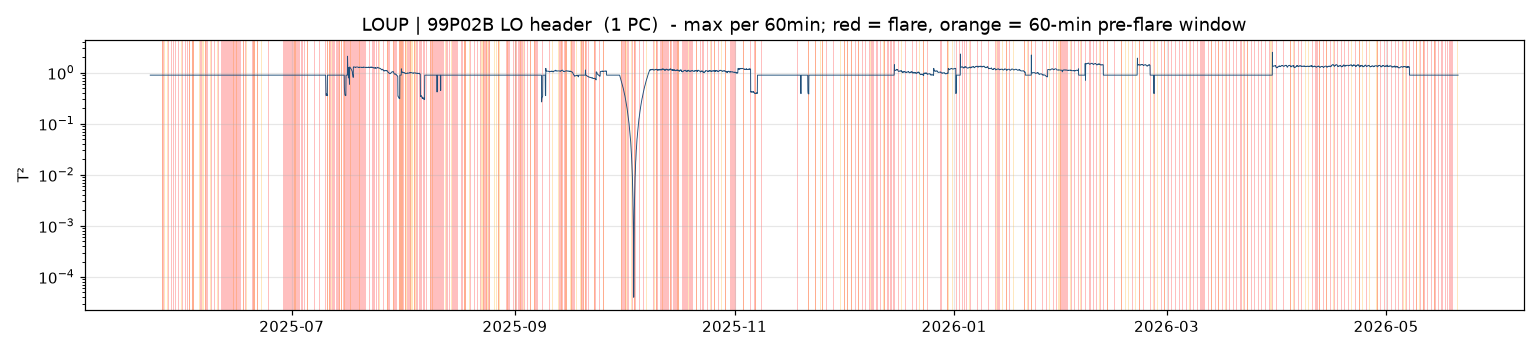 LOUP | 99P02B LO header  (1 PC)  - max per 60min; red = flare, orange = 60-min pre-flare window
T²
10⁰
10⁻¹
10⁻²
10⁻³
10⁻⁴
2025-07 2025-09 2025-11 2026-01 2026-03 2026-05